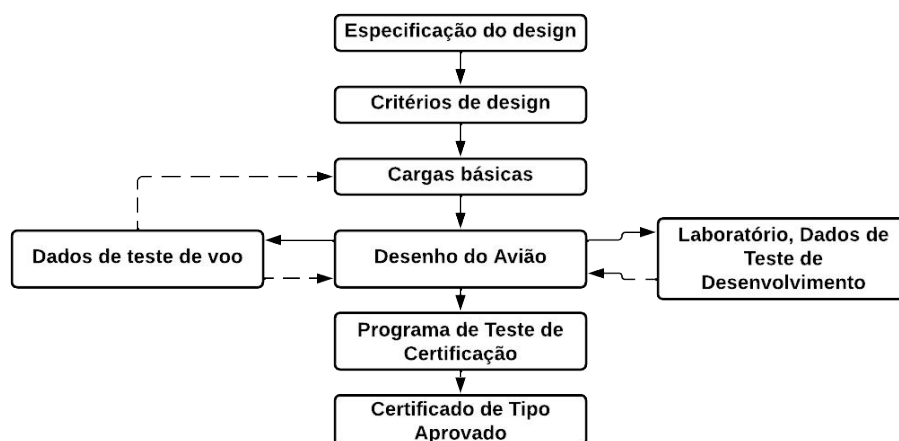 Especificação do design
Critérios de design
Cargas básicas
Dados de teste de voo
Desenho do Avião
Laboratório, Dados de
Teste de
Desenvolvimento
Programa de Teste de
Certificação
Certificado de Tipo
Aprovado